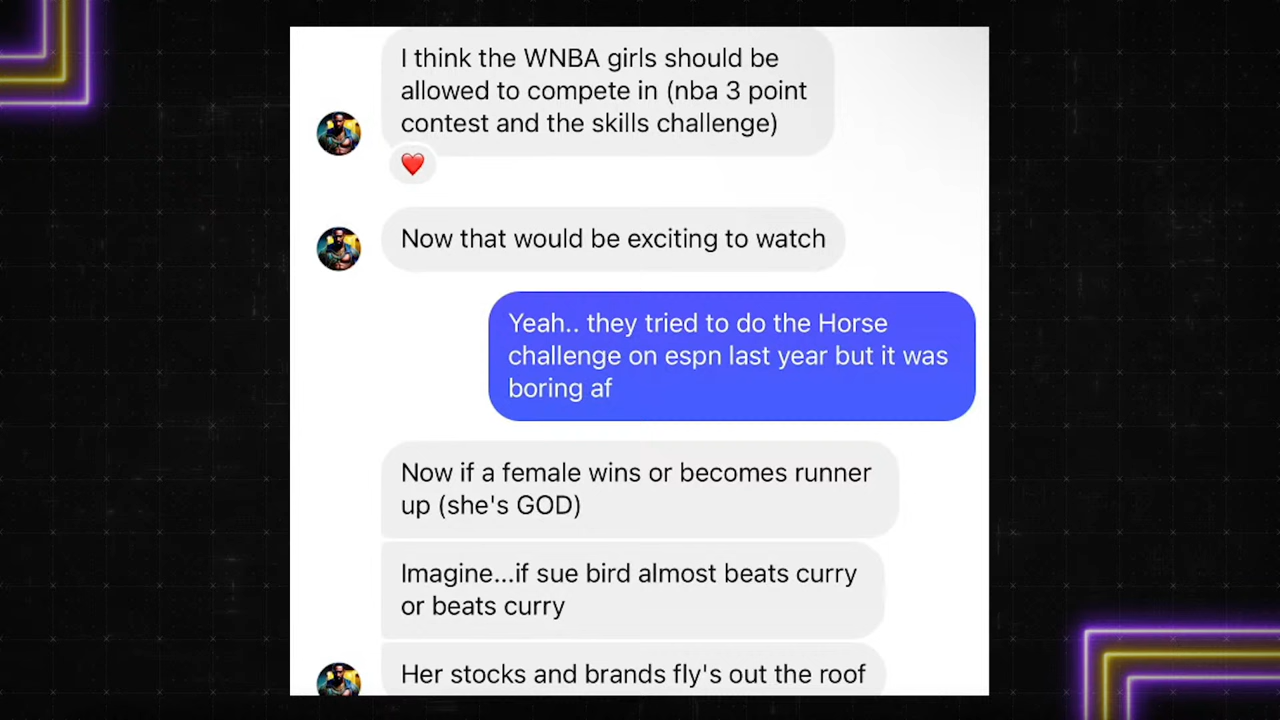 I think the WNBA girls should be
allowed to compete in (nba 3 point
contest and the skills challenge)
Now that would be exciting to watch
Yeah.. they tried to do the Horse
challenge on espn last year but it was
boring af
Now if a female wins or becomes runner
up (she's GOD)
Imagine...if sue bird almost beats curry
or beats curry
Her stocks and brands fly's out the roof